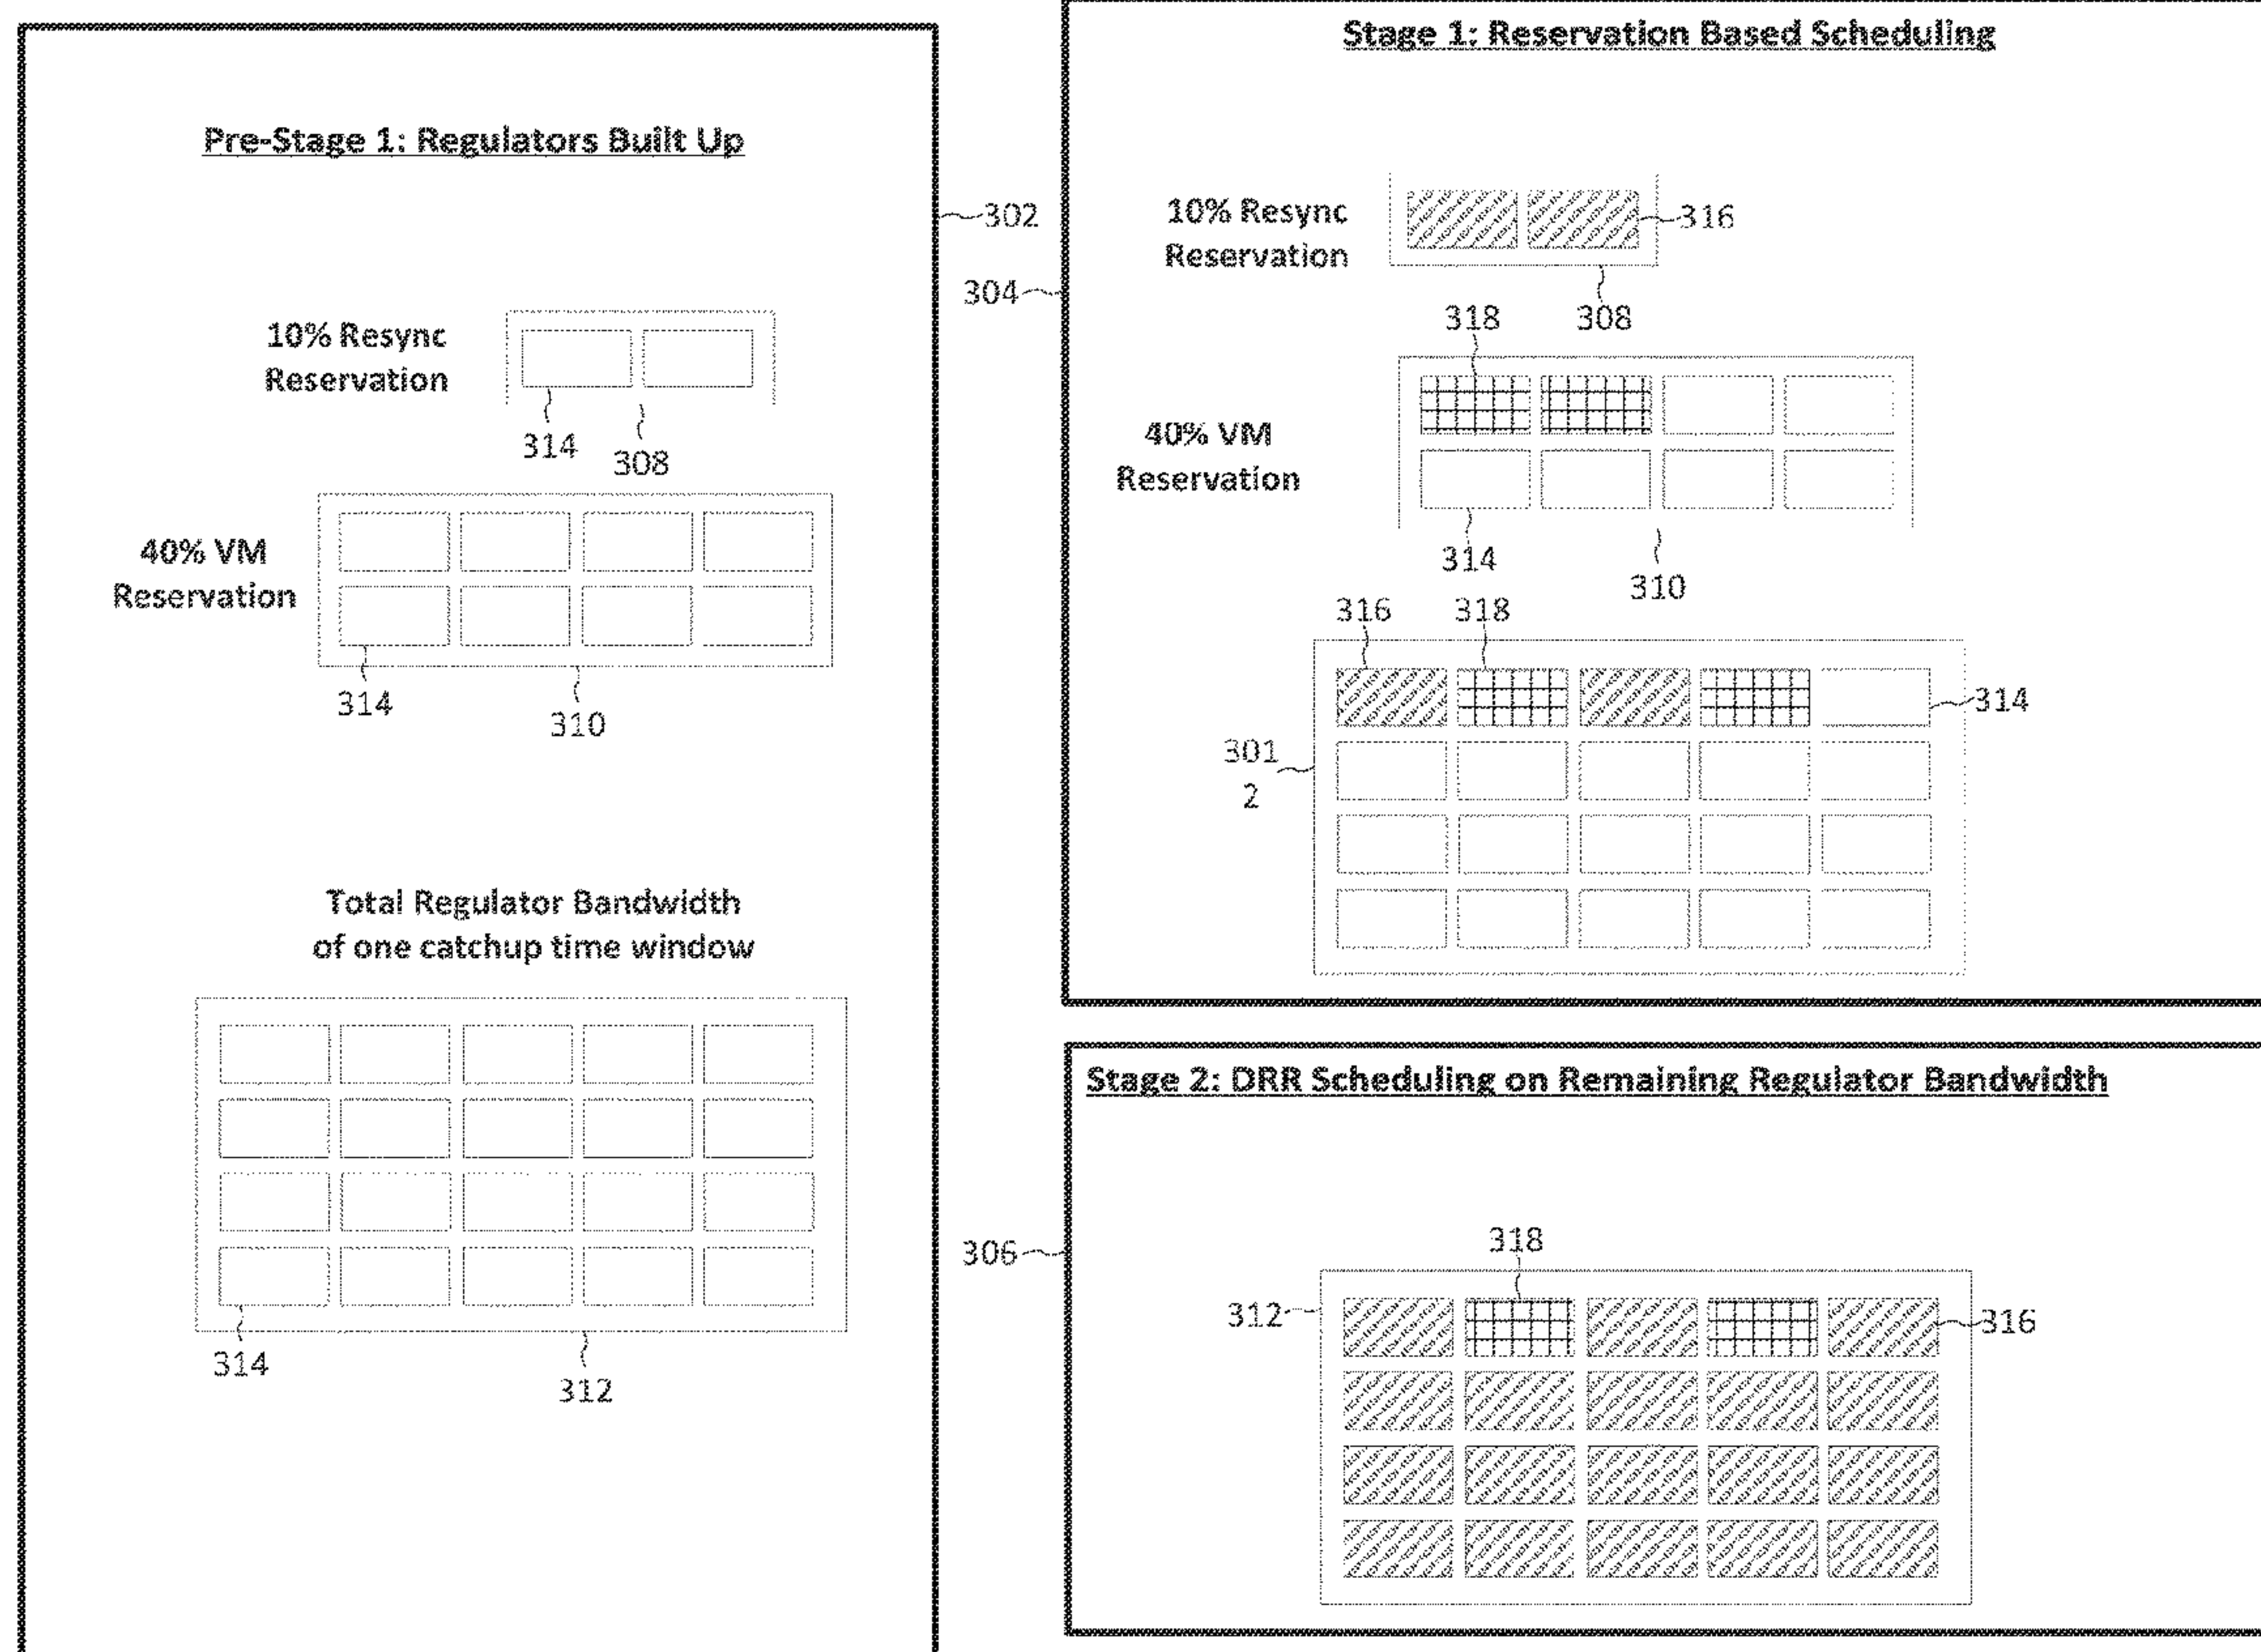 Pre-Stage 1: Regulators Built Up
302
10% Resync
Reservation
314
308
40% VM
Reservation
314
310
Total Regulator Bandwidth
of one catchup time window
314
312
Stage 1: Reservation Based Scheduling
304
10% Resync
Reservation
316
308
318
40% VM
Reservation
314
310
316
318
314
301
2
Stage 2: DRR Scheduling on Remaining Regulator Bandwidth
306
318
312
316